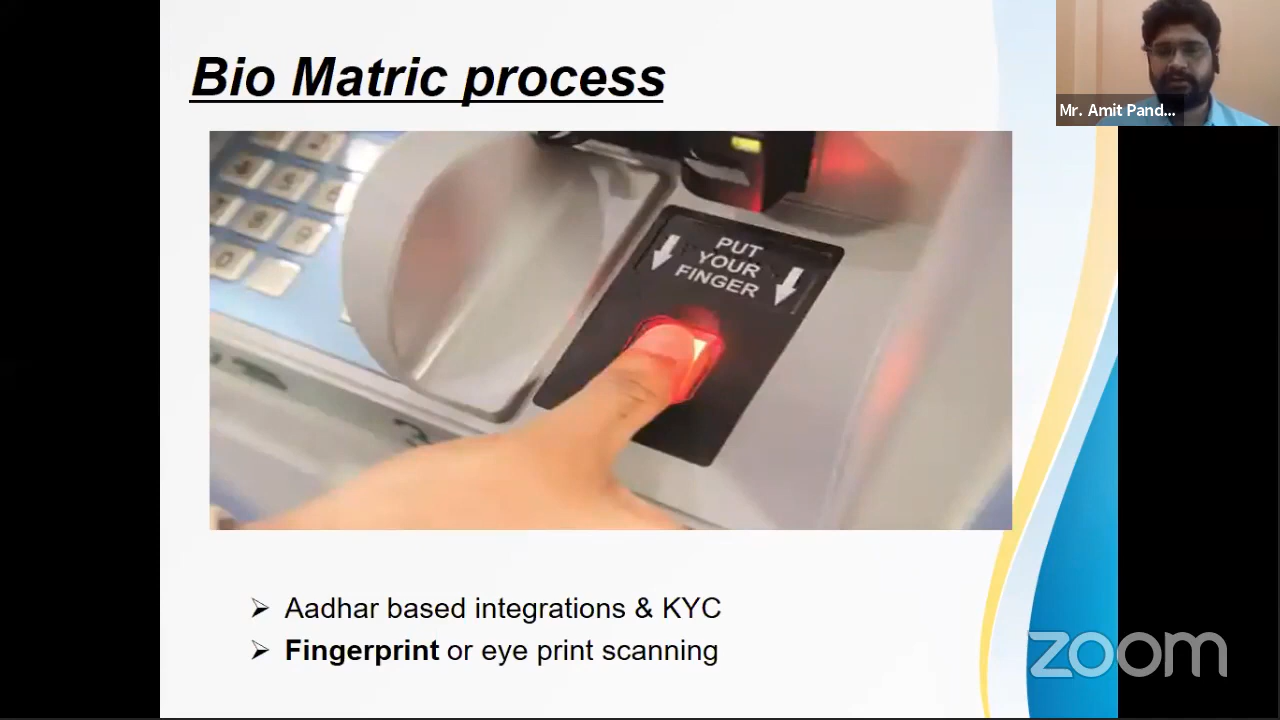 Bio Matric process
Mr. Amit Pand...
PUT
YOUR
FINGER
➢ Aadhar based integrations & KYC
➢ Fingerprint or eye print scanning
zoom